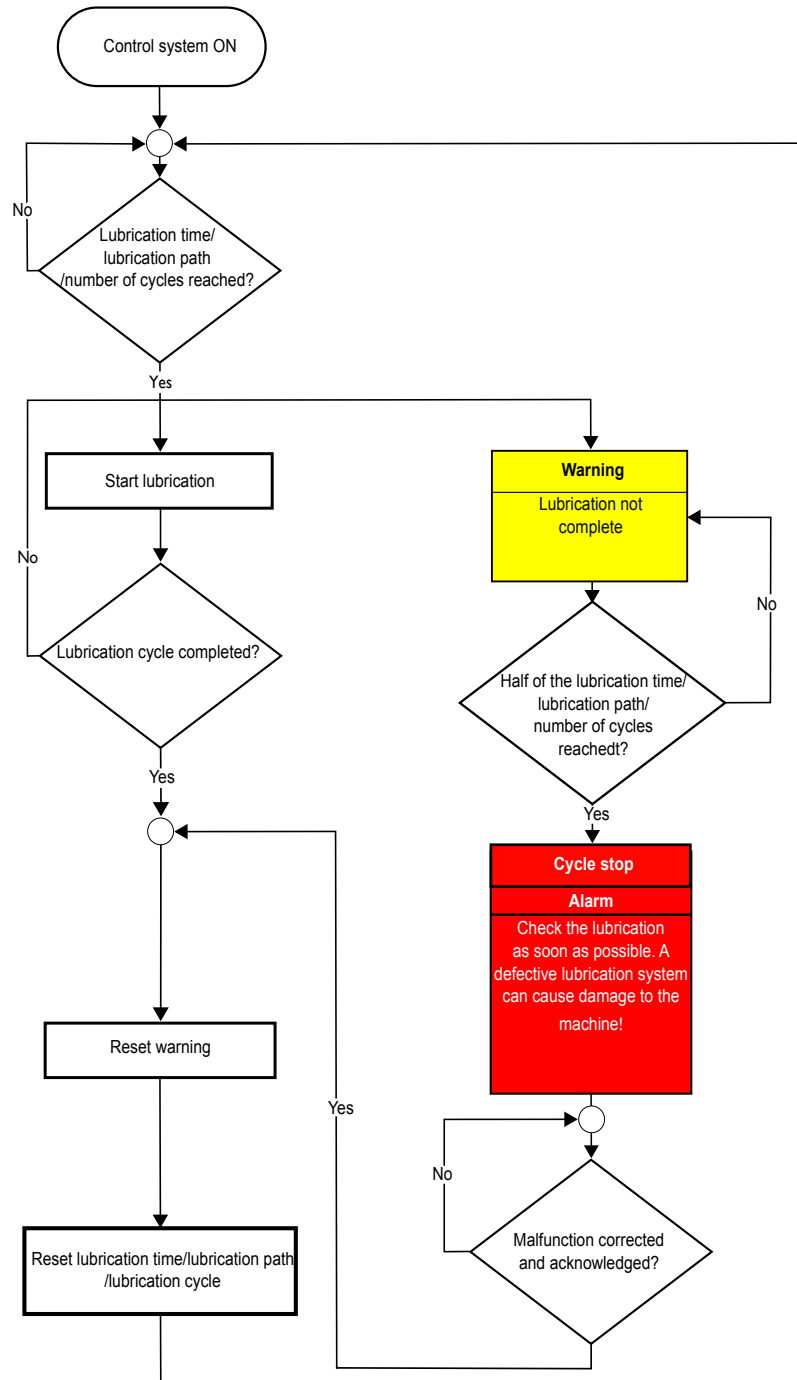 Control system ON
No
Lubrication time/
lubrication path
/number of cycles reached?
Yes
Start lubrication
Warning
Lubrication not
complete
No
No
Lubrication cycle completed?
Half of the lubrication time/
lubrication path/
number of cycles
reachedt?
Yes
Yes
Cycle stop
Alarm
Check the lubrication
as soon as possible. A
defective lubrication system
can cause damage to the
machine!
Reset warning
Yes
No
Malfunction corrected
and acknowledged?
Reset lubrication time/lubrication path
/lubrication cycle